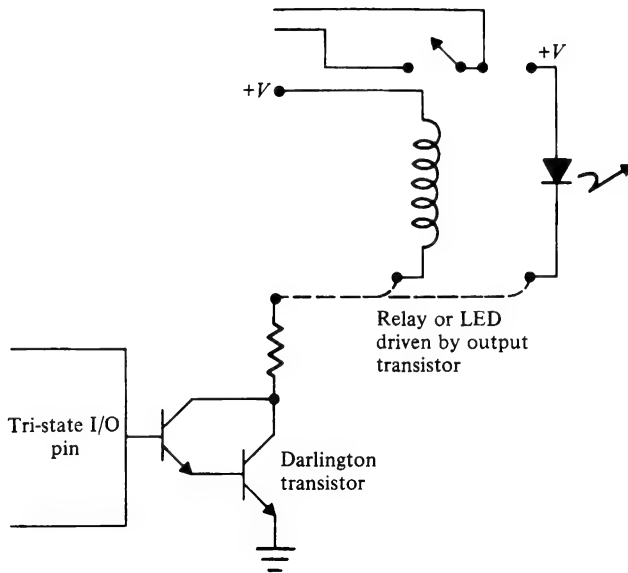 +V
+V
Relay or LED
driven by output
transistor
Tri-state I/O
pin
Darlington
transistor